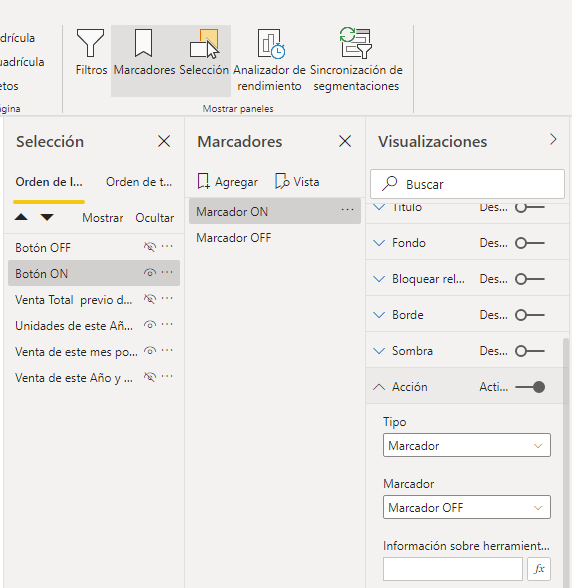 adrícula
uadrícula
etos
ágina
Filtros
Marcadores
Selección
Analizador de
rendimiento
Sincronización de
segmentaciones
Mostrar paneles
Selección
Orden de l...
Orden de t...
Mostrar
Ocultar
Botón OFF
Botón ON
Venta Total previo d...
Unidades de este Añ...
Venta de este mes po...
Venta de este Año y ...
Marcadores
Agregar
Vista
Marcador ON
Marcador OFF
Visualizaciones
Buscar
Título Des...
Fondo Des...
Bloquear rel... Des...
Borde Des...
Sombra Des...
Acción Acti...
Tipo
Marcador
Marcador
Marcador OFF
Información sobre herramient...
fx